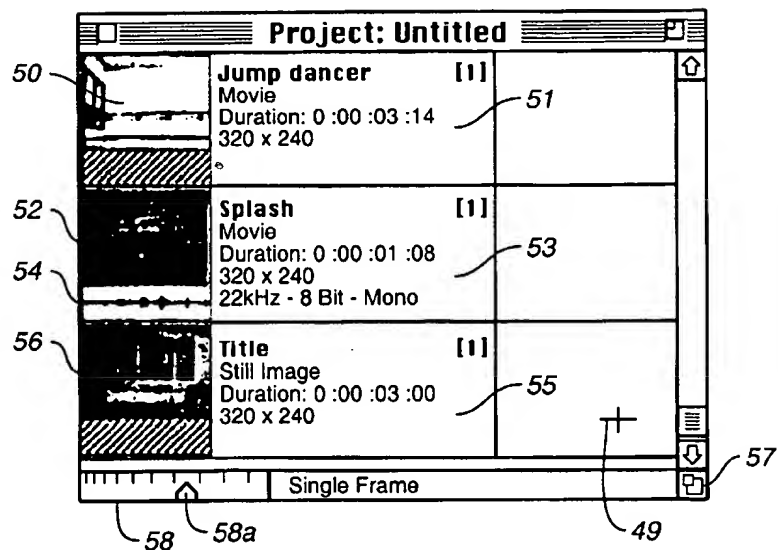 Project: Untitled
50
Jump dancer [1]
Movie
Duration: 0 :00 :03 :14
320 x 240
51
52
Splash [1]
Movie
Duration: 0 :00 :01 :08
320 x 240
22kHz - 8 Bit - Mono
53
54
56
Title [1]
Still Image
Duration: 0 :00 :03 :00
320 x 240
55
Single Frame
57
58
58a
49